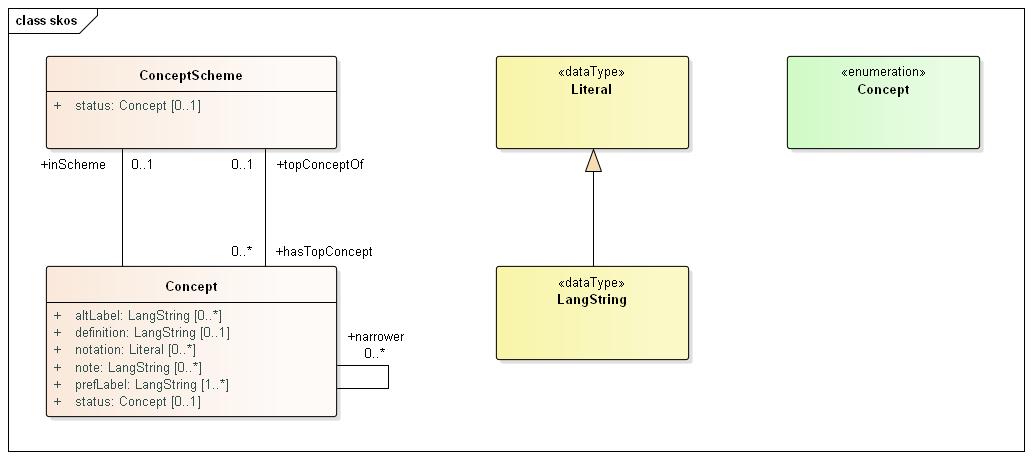 class skos
ConceptScheme
+ status: Concept [0..1]
+inScheme 0..1 0..1 +topConceptOf
0..* +hasTopConcept
Concept
+ altLabel: LangString [0..*]
+ definition: LangString [0..1]
+ notation: Literal [0..*]
+ note: LangString [0..*]
+ prefLabel: LangString [1..*]
+ status: Concept [0..1]
+narrower
0..*
«dataType»
Literal
«dataType»
LangString
«enumeration»
Concept